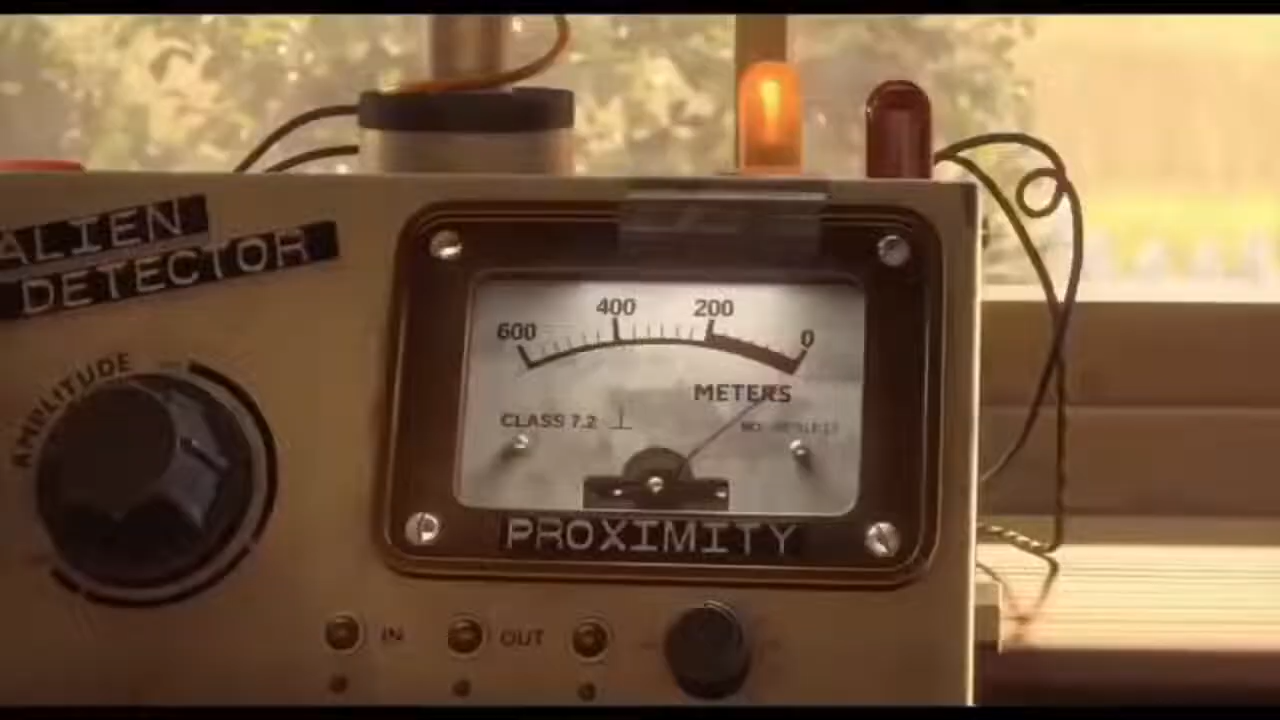 ALIEN
DETECTOR
AMPLITUDE
600 400 200 0
METERS
CLASS 7.2
PROXIMITY
IN OUT